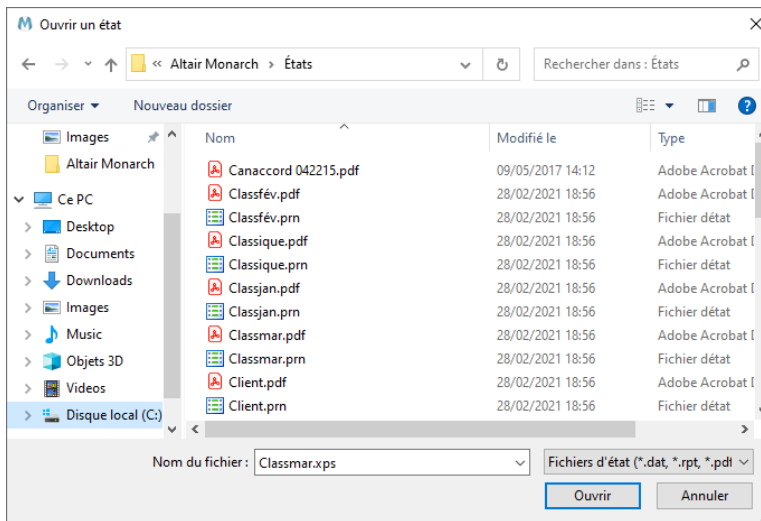 Ouvrir un état
« Altair Monarch › États
Rechercher dans : États
Organiser
Nouveau dossier
Images
Altair Monarch
Ce PC
Desktop
Documents
Downloads
Images
Music
Objets 3D
Videos
Disque local (C:)
Nom Modifié le Type
Canaccord 042215.pdf 09/05/2017 14:12 Adobe Acrobat D
Classfév.pdf 28/02/2021 18:56 Adobe Acrobat D
Classfév.prn 28/02/2021 18:56 Fichier détat
Classique.pdf 28/02/2021 18:56 Adobe Acrobat D
Classique.prn 28/02/2021 18:56 Fichier détat
Classjan.pdf 28/02/2021 18:56 Adobe Acrobat D
Classjan.prn 28/02/2021 18:56 Fichier détat
Classmar.pdf 28/02/2021 18:56 Adobe Acrobat D
Classmar.prn 28/02/2021 18:56 Fichier détat
Client.pdf 28/02/2021 18:56 Adobe Acrobat D
Client.prn 28/02/2021 18:56 Fichier détat
Nom du fichier : Classmar.xps
Fichiers d'état (*.dat, *.rpt, *.pdf
Ouvrir
Annuler